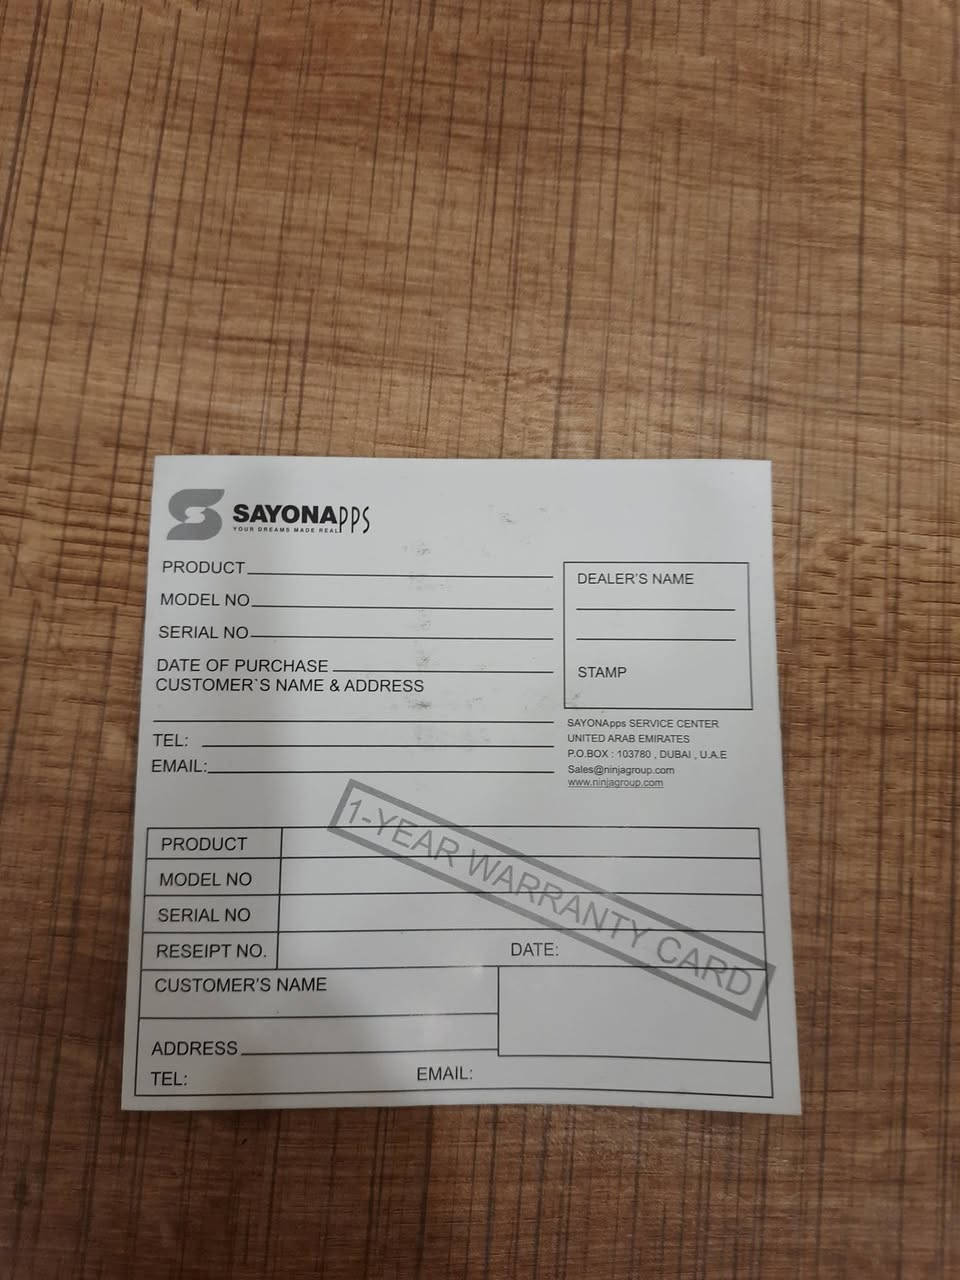 SAYONApps
YOUR DREAMS MADE REAL
PRODUCT
MODEL NO
SERIAL NO
DATE OF PURCHASE
CUSTOMER`S NAME & ADDRESS
TEL:
EMAIL:
DEALER'S NAME
STAMP
SAYONApps SERVICE CENTER
UNITED ARAB EMIRATES
P.O.BOX : 103780 , DUBAI , U.A.E
Sales@ninjagroup.com
www.ninjagroup.com
1-YEAR WARRANTY CARD
PRODUCT
MODEL NO
SERIAL NO
RESEIPT NO. DATE:
CUSTOMER'S NAME
ADDRESS
TEL: EMAIL: